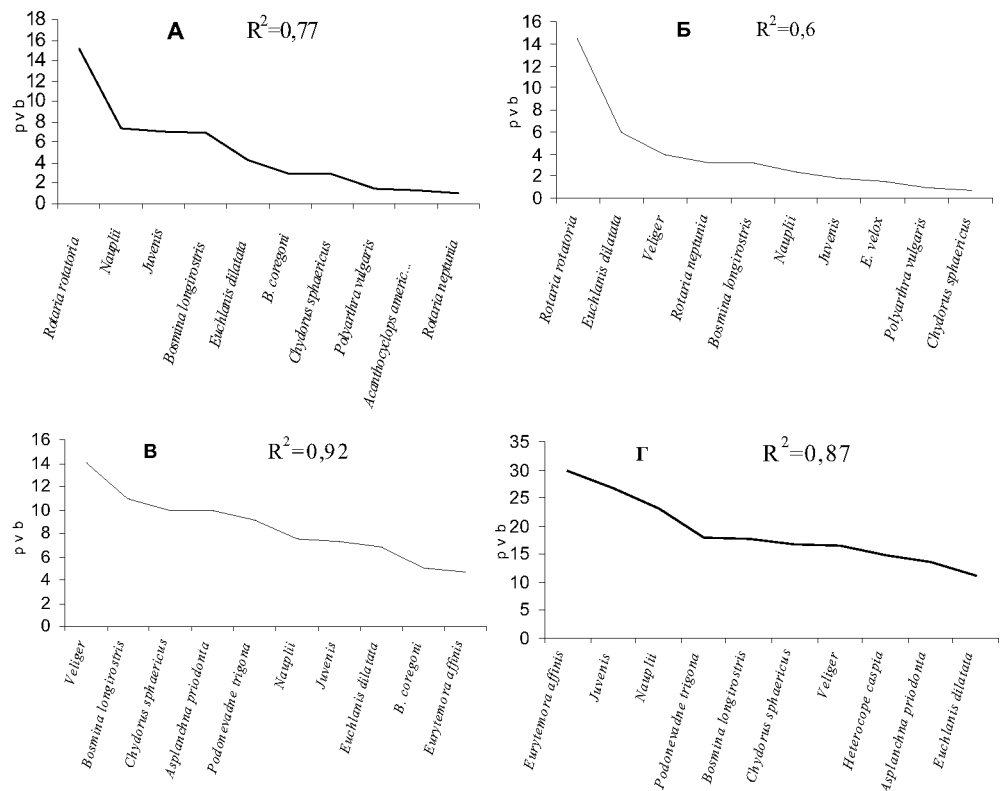 А R²=0,77
18
16
14
12
10
8
6
4
2
0
p v b
Rotaria rotatoria
Nauplii
Juvenis
Bosmina longirostris
Euchlanis dilatata
B. coregoni
Chydorus sphaericus
Polyarthra vulgaris
Acanthocyclops americ...
Rotaria neptunia
Б R²=0,6
16
14
12
10
8
6
4
2
0
p v b
Rotaria rotatoria
Euchlanis dilatata
Veliger
Rotaria neptunia
Bosmina longirostris
Nauplii
Juvenis
E. velox
Polyarthra vulgaris
Chydorus sphaericus
В R²=0,92
16
14
12
10
8
6
4
2
0
p v b
Veliger
Bosmina longirostris
Chydorus sphaericus
Asplanchna priodonta
Podonevadne trigona
Nauplii
Juvenis
Euchlanis dilatata
B. coregoni
Eurytemora affinis
Г R²=0,87
35
30
25
20
15
10
5
0
p v b
Eurytemora affinis
Juvenis
Nauplii
Podonevadne trigona
Bosmina longirostris
Chydorus sphaericus
Veliger
Heterocope caspia
Asplanchna priodonta
Euchlanis dilatata